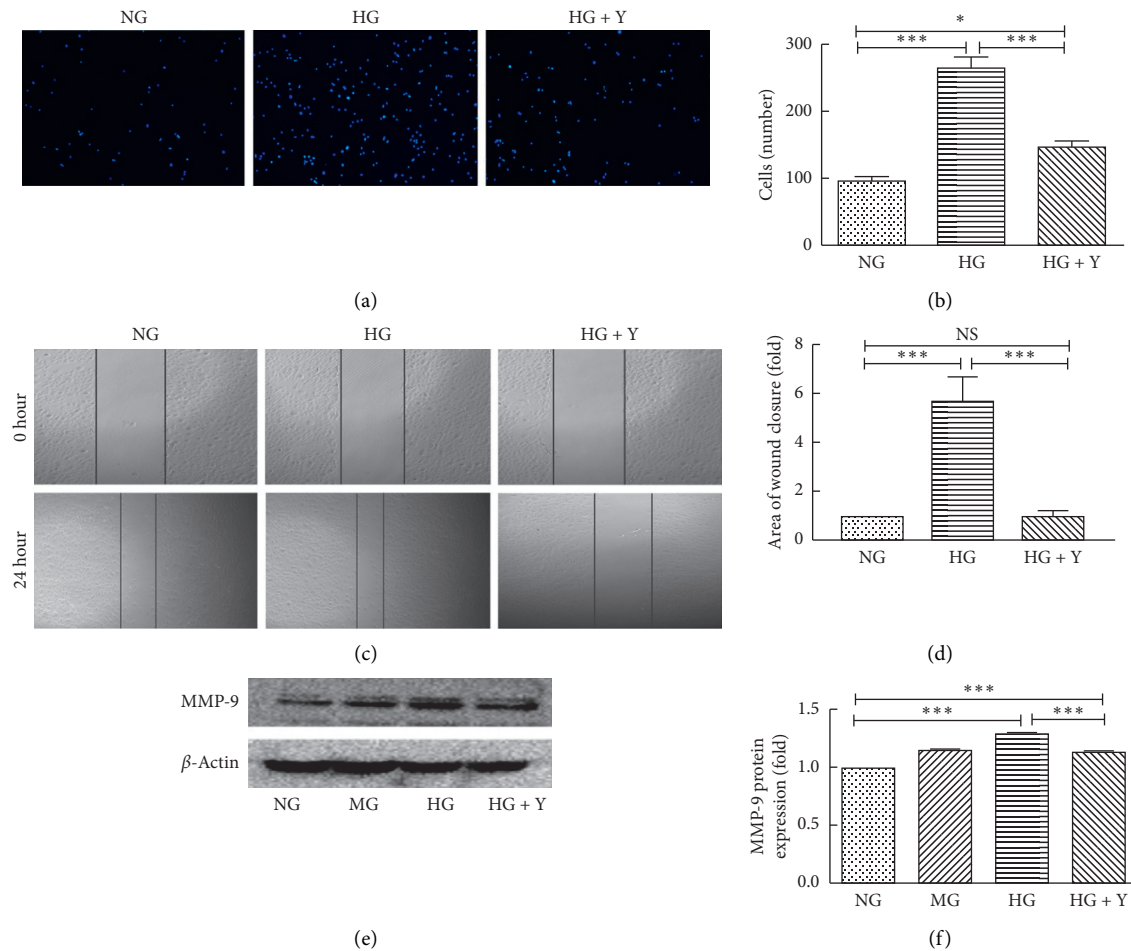 NG HG HG + Y
(a)
* 
*** ***
300
200
100
0
Cells (number)
NG HG HG + Y
(b)
NG HG HG + Y
0 hour
24 hour
(c)
NS
*** ***
8
6
4
2
0
Area of wound closure (fold)
NG HG HG + Y
(d)
MMP-9
β-Actin
NG MG HG HG + Y
(e)
***
*** ***
1.5
1.0
0.5
0.0
MMP-9 protein
expression (fold)
NG MG HG HG + Y
(f)